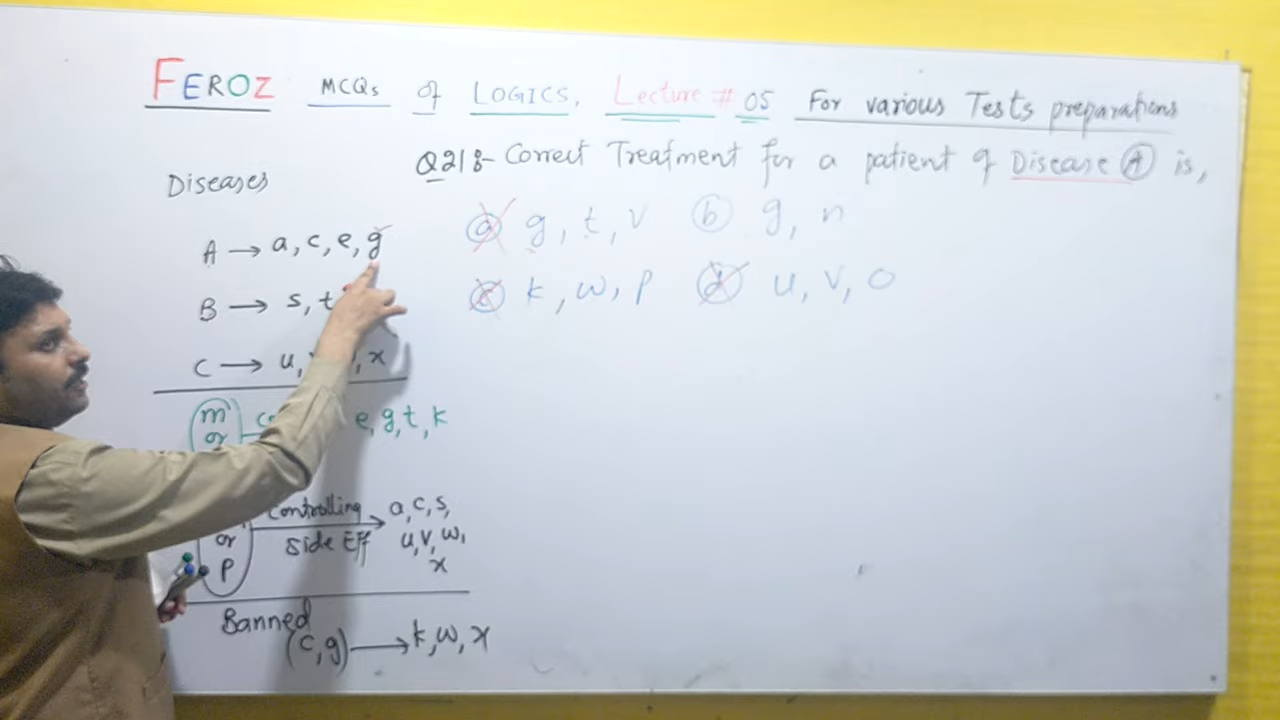 FEROZ MCQs of LOGICS, Lecture # 05 For various Tests preparations
Q218- Correct Treatment for a patient of Disease A is,
a g, t, v b g, n
c k, w, p d u, v, o
Diseases
A → a, c, e, g
B → s, t
C → u, x
m
or
e, g, t, k
or
p
Controlling
Side Eff
a, c, s,
u, v, w,
x
Banned
(c, g) → k, w, x